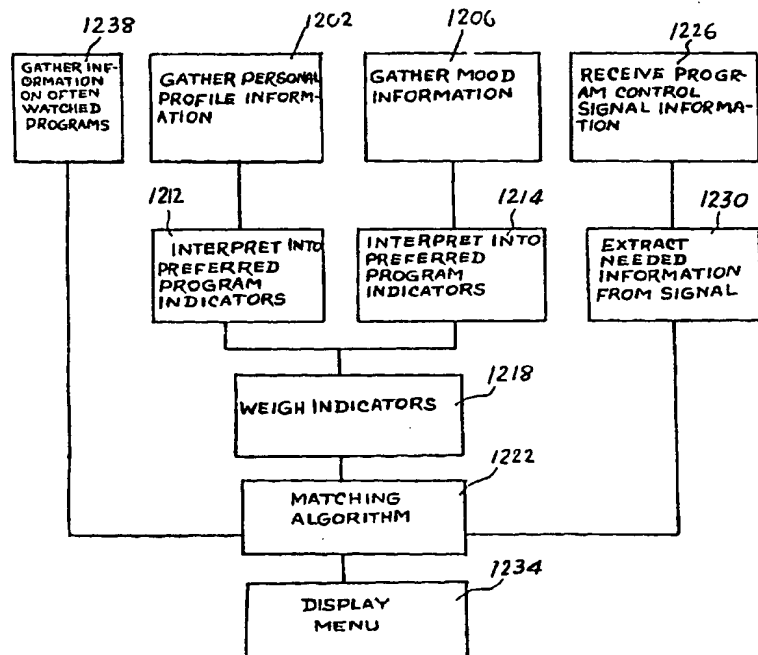 1238
GATHER IN-
FORMATION
ON OFTEN
WATCHED
PROGRAMS
1202
GATHER PERSONAL
PROFILE INFORM-
ATION
1206
GATHER MOOD
INFORMATION
1226
RECEIVE PROGR-
AM CONTROL
SIGNAL INFORMA-
TION
1212
INTERPRET INTO
PREFERRED
PROGRAM
INDICATORS
1214
INTERPRET INTO
PREFERRED
PROGRAM
INDICATORS
1230
EXTRACT
NEEDED
INFORMATION
FROM SIGNAL
1218
WEIGH INDICATORS
1222
MATCHING
ALGORITHM
1234
DISPLAY
MENU